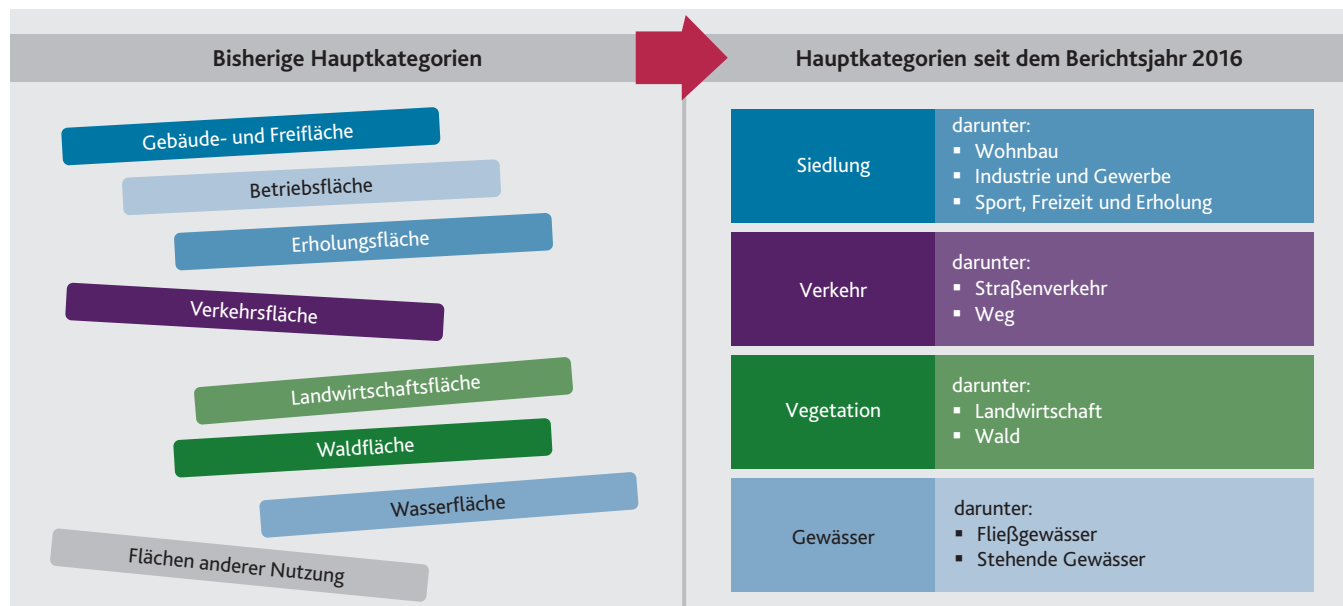 Bisherige Hauptkategorien
Gebäude- und Freifläche
Betriebsfläche
Erholungsfläche
Verkehrsfläche
Landwirtschaftsfläche
Waldfläche
Wasserfläche
Flächen anderer Nutzung
Hauptkategorien seit dem Berichtsjahr 2016
Siedlung
darunter:
▪ Wohnbau
▪ Industrie und Gewerbe
▪ Sport, Freizeit und Erholung
Verkehr
darunter:
▪ Straßenverkehr
▪ Weg
Vegetation
darunter:
▪ Landwirtschaft
▪ Wald
Gewässer
darunter:
▪ Fließgewässer
▪ Stehende Gewässer